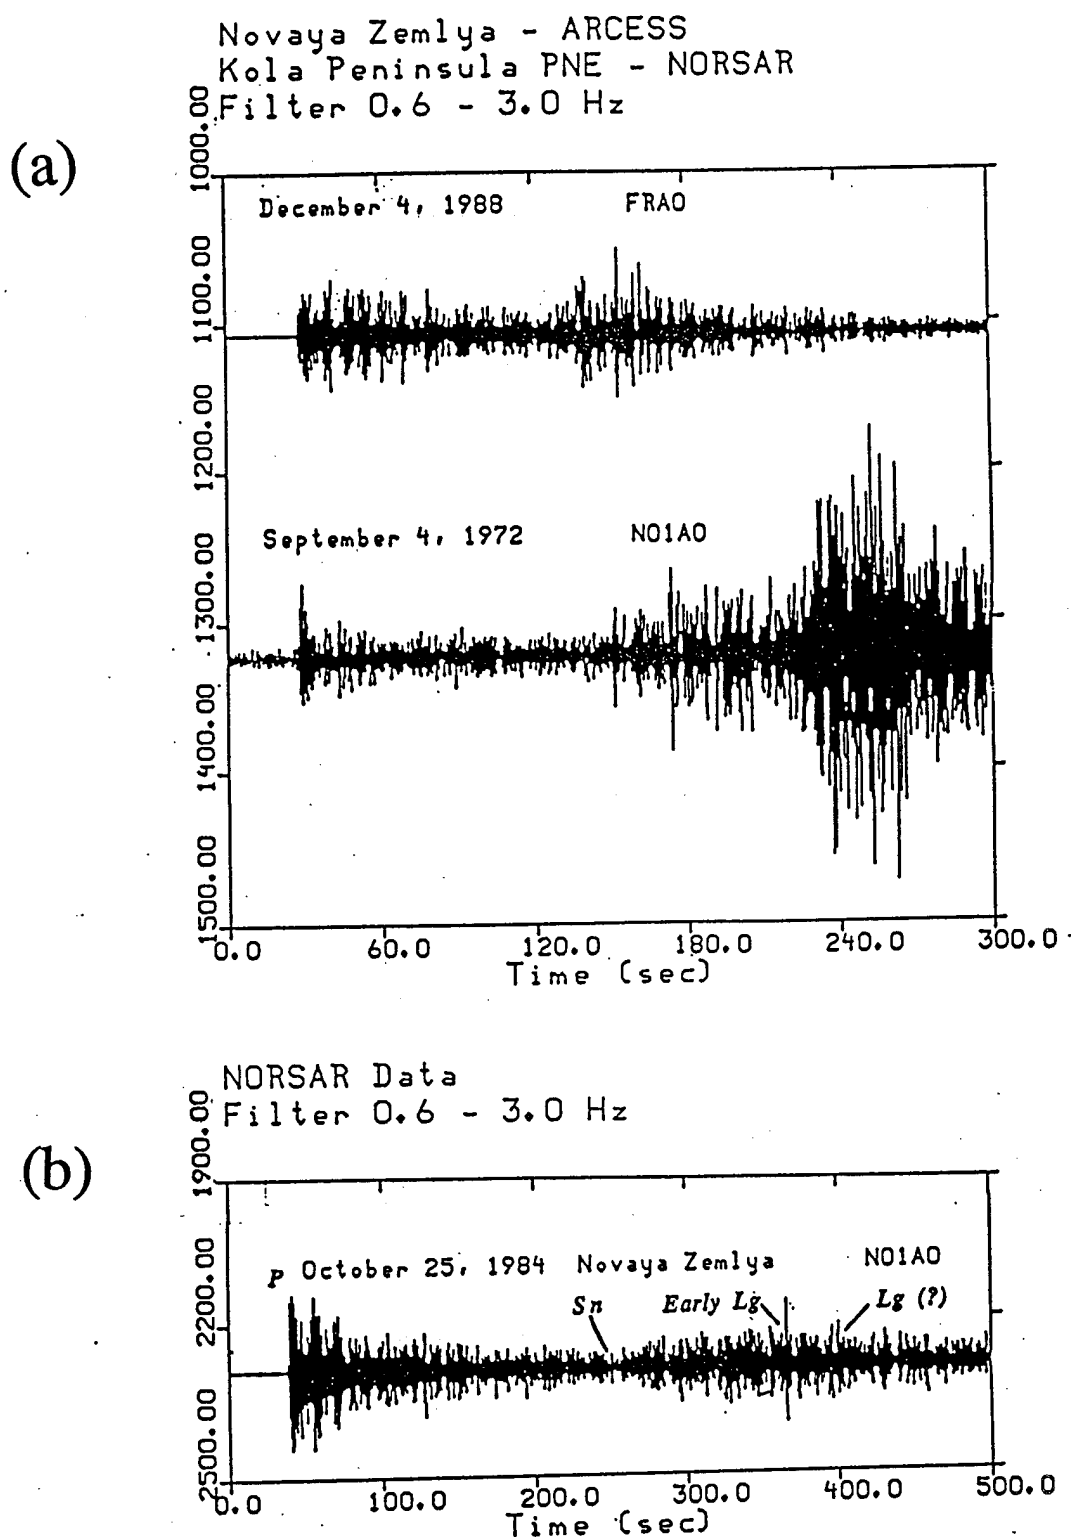 Novaya Zemlya - ARCESS
Kola Peninsula PNE - NORSAR
Filter 0.6 - 3.0 Hz
(a)
1000.00
December 4, 1988 FRA0
1100.00
1200.00
September 4, 1972 N01A0
1300.00
1400.00
1500.00
0.0 60.0 120.0 180.0 240.0 300.0
Time (sec)
NORSAR Data
Filter 0.6 - 3.0 Hz
(b)
1900.00
P October 25, 1984 Novaya Zemlya N01A0
2200.00
Sn Early Lg Lg (?)
2500.00
0.0 100.0 200.0 300.0 400.0 500.0
Time (sec)